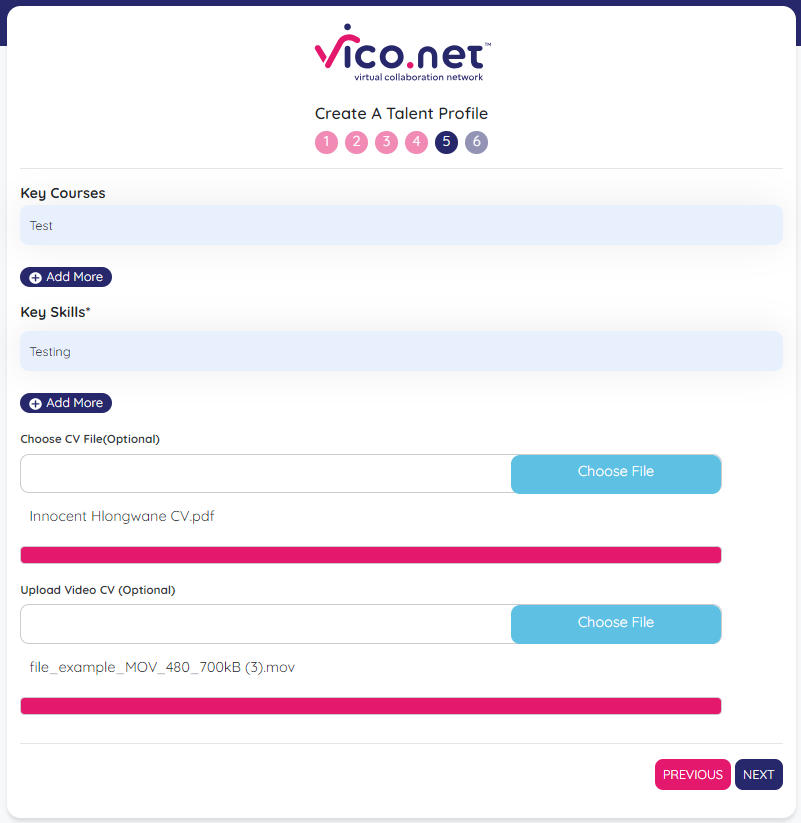 vico.net™
virtual collaboration network
Create A Talent Profile
1 2 3 4 5 6
Key Courses
Test
Add More
Key Skills*
Testing
Add More
Choose CV File(Optional)
Choose File
Innocent Hlongwane CV.pdf
Upload Video CV (Optional)
Choose File
file_example_MOV_480_700kB (3).mov
PREVIOUS NEXT